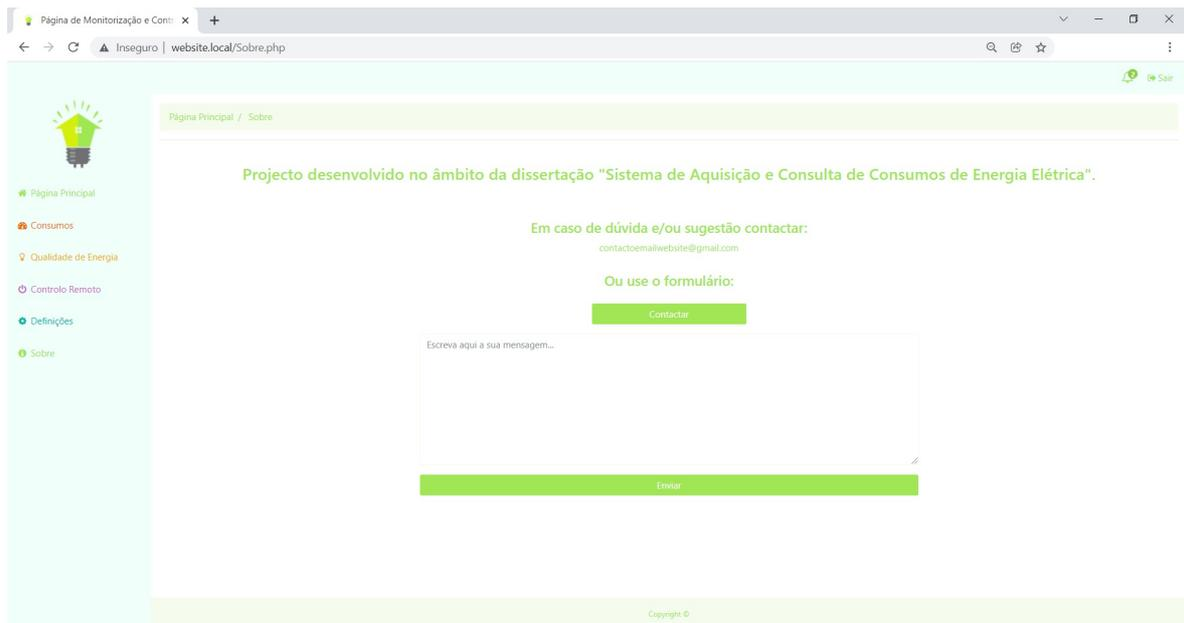 Página de Monitorização e Contr
Inseguro | website.local/Sobre.php
2 Sair
Página Principal / Sobre
Página Principal
Consumos
Qualidade de Energia
Controlo Remoto
Definições
Sobre
Projecto desenvolvido no âmbito da dissertação "Sistema de Aquisição e Consulta de Consumos de Energia Elétrica".
Em caso de dúvida e/ou sugestão contactar:
contactoemailwebsite@gmail.com
Ou use o formulário:
Contactar
Escreva aqui a sua mensagem...
Enviar
Copyright ©